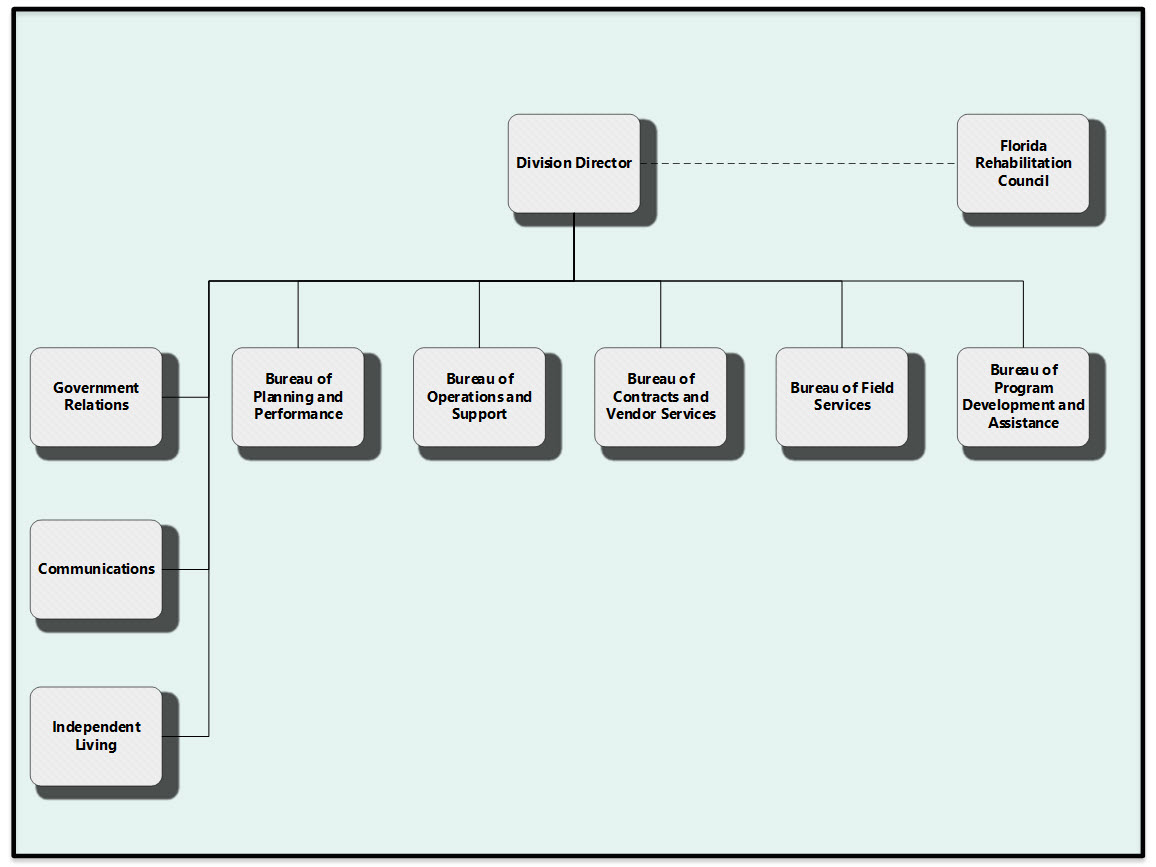 Division Director
Florida
Rehabilitation
Council
Government
Relations
Bureau of
Planning and
Performance
Bureau of
Operations and
Support
Bureau of
Contracts and
Vendor Services
Bureau of Field
Services
Bureau of
Program
Development and
Assistance
Communications
Independent
Living